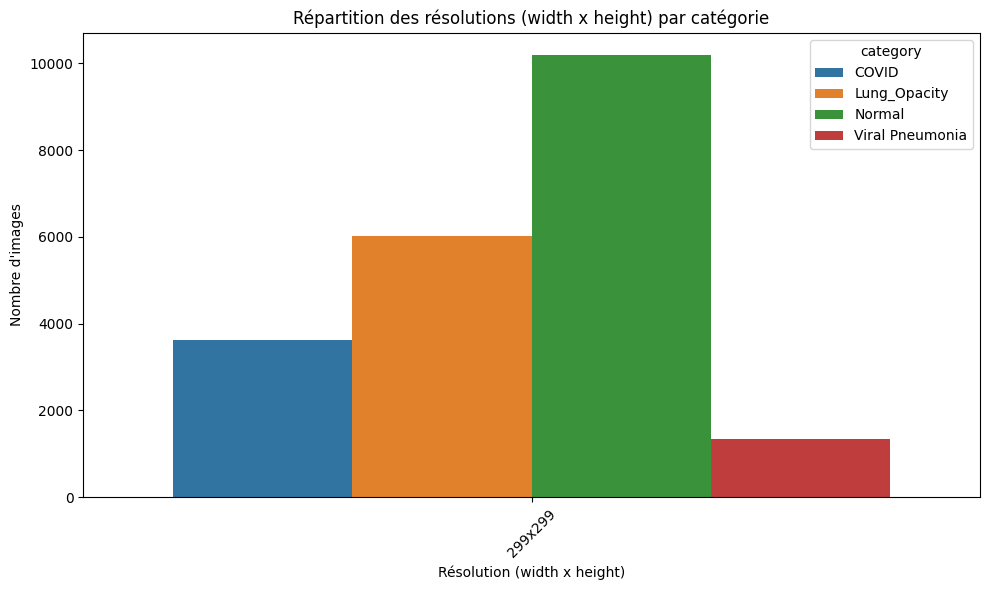 Répartition des résolutions (width x height) par catégorie
category
COVID
Lung_Opacity
Normal
Viral Pneumonia
Nombre d'images
10000
8000
6000
4000
2000
0
299x299
Résolution (width x height)